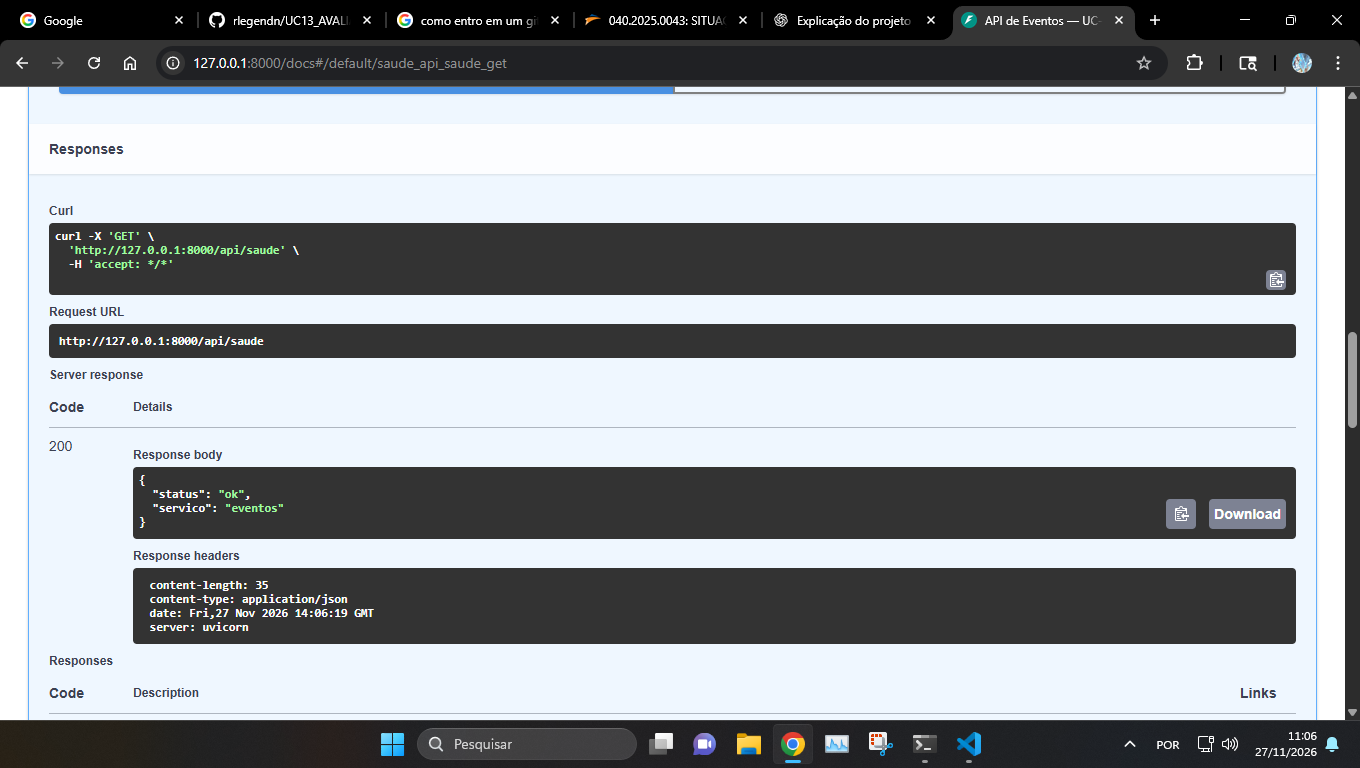 Google
rlegendn/UC13_AVALI
como entro em um git
040.2025.0043: SITUAÇ
Explicação do projeto
API de Eventos — UC-
127.0.0.1:8000/docs#/default/saude_api_saude_get
Responses
Curl
curl -X 'GET' \
'http://127.0.0.1:8000/api/saude' \
-H 'accept: */*'
Request URL
http://127.0.0.1:8000/api/saude
Server response
Code Details
200
Response body
{
"status": "ok",
"servico": "eventos"
}
Download
Response headers
content-length: 35
content-type: application/json
date: Fri,27 Nov 2026 14:06:19 GMT
server: uvicorn
Responses
Code Description Links
Pesquisar
POR
11:06
27/11/2026